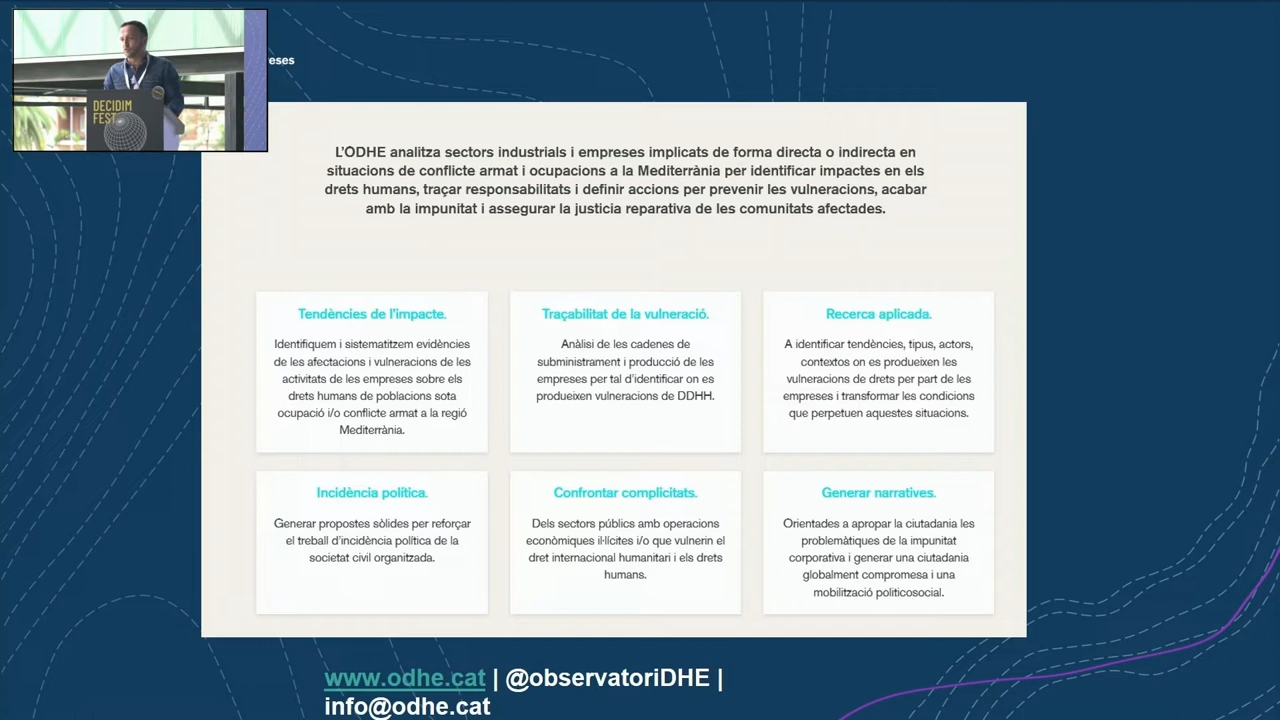 DECIDIM
FEST
eses
L'ODHE analitza sectors industrials i empreses implicats de forma directa o indirecta en
situacions de conflicte armat i ocupacions a la Mediterrània per identificar impactes en els
drets humans, traçar responsabilitats i definir accions per prevenir les vulneracions, acabar
amb la impunitat i assegurar la justicia reparativa de les comunitats afectades.
Tendències de l'impacte.
Identifiquem i sistematitzem evidències
de les afectacions i vulneracions de les
activitats de les empreses sobre els
drets humans de poblacions sota
ocupació i/o conflicte armat a la regió
Mediterrània.
Traçabilitat de la vulneració.
Anàlisi de les cadenes de
subministrament i producció de les
empreses per tal d'identificar on es
produeixen vulneracions de DDHH.
Recerca aplicada.
A identificar tendències, tipus, actors,
contextos on es produeixen les
vulneracions de drets per part de les
empreses i transformar les condicions
que perpetuen aquestes situacions.
Incidència política.
Generar propostes sòlides per reforçar
el treball d'incidència política de la
societat civil organitzada.
Confrontar complicitats.
Dels sectors públics amb operacions
econòmiques il·lícites i/o que vulnerin el
dret internacional humanitari i els drets
humans.
Generar narratives.
Orientades a apropar la ciutadania les
problemàtiques de la impunitat
corporativa i generar una ciutadania
globalment compromesa i una
mobilització politicosocial.
www.odhe.cat | @observatoriDHE |
info@odhe.cat